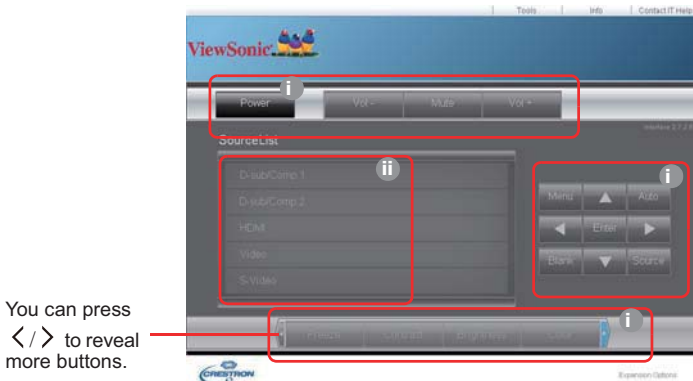 Tools | Info | Contact IT Help
ViewSonic
i
Power Vol - Mute Vol +
SourceList
ii
D-sub/Comp.1
D-sub/Comp.2
HDMI
Video
S-Video
i
Menu Auto
Enter
Blank Source
You can press
</> to reveal
more buttons.
i
Freeze Contrast Brightness Color
CRESTRON
Expansion Options